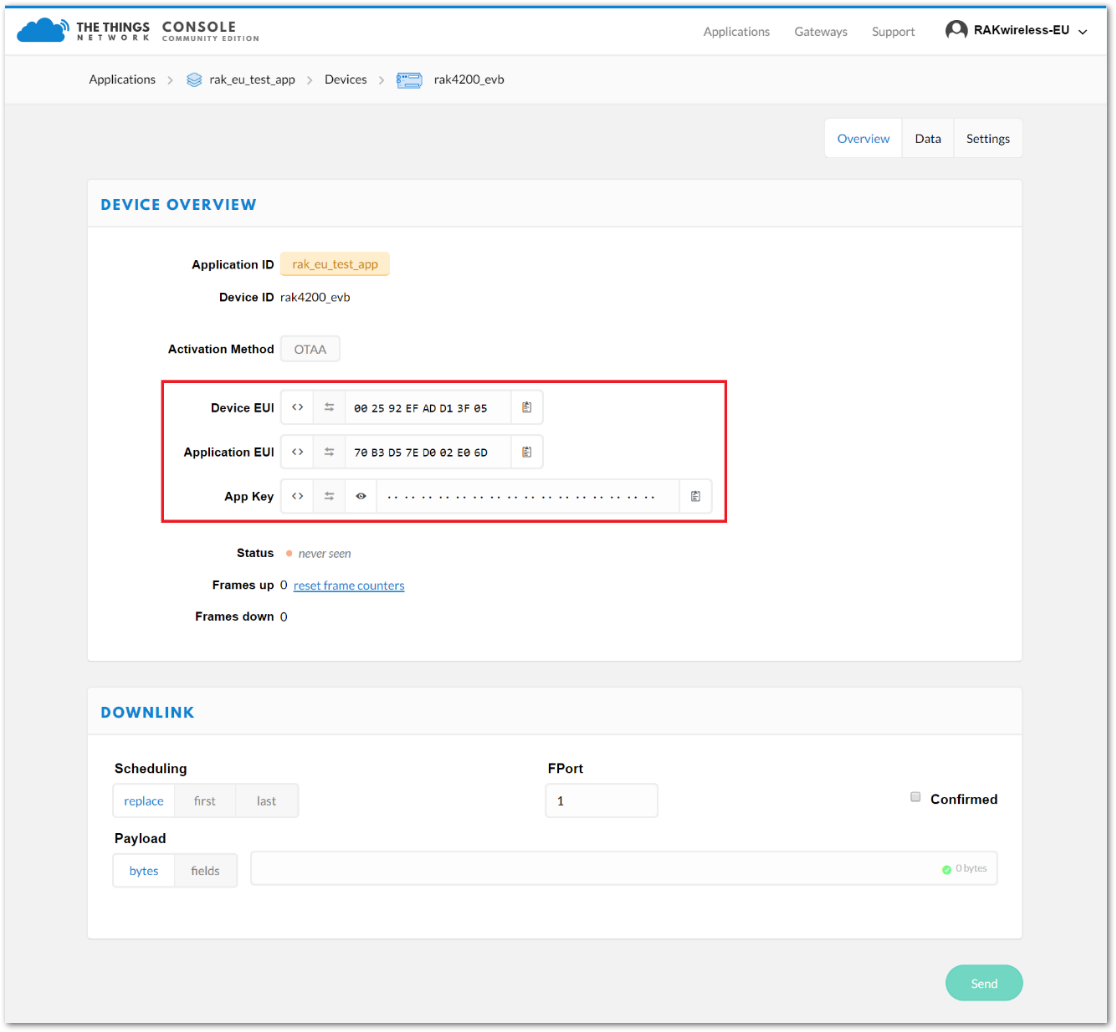 THE THINGS NETWORK CONSOLE COMMUNITY EDITION
Applications Gateways Support RAKwireless-EU
Applications > rak_eu_test_app > Devices > rak4200_evb
Overview Data Settings
DEVICE OVERVIEW
Application ID rak_eu_test_app
Device ID rak4200_evb
Activation Method OTAA
Device EUI <> 00 25 92 EF AD D1 3F 05
Application EUI <> 70 B3 D5 7E D0 02 E0 6D
App Key <> .. .. .. .. .. .. .. .. .. .. .. .. .. .. .. ..
Status never seen
Frames up 0 reset frame counters
Frames down 0
DOWNLINK
Scheduling FPort
replace first last 1 Confirmed
Payload
bytes fields 0 bytes
Send